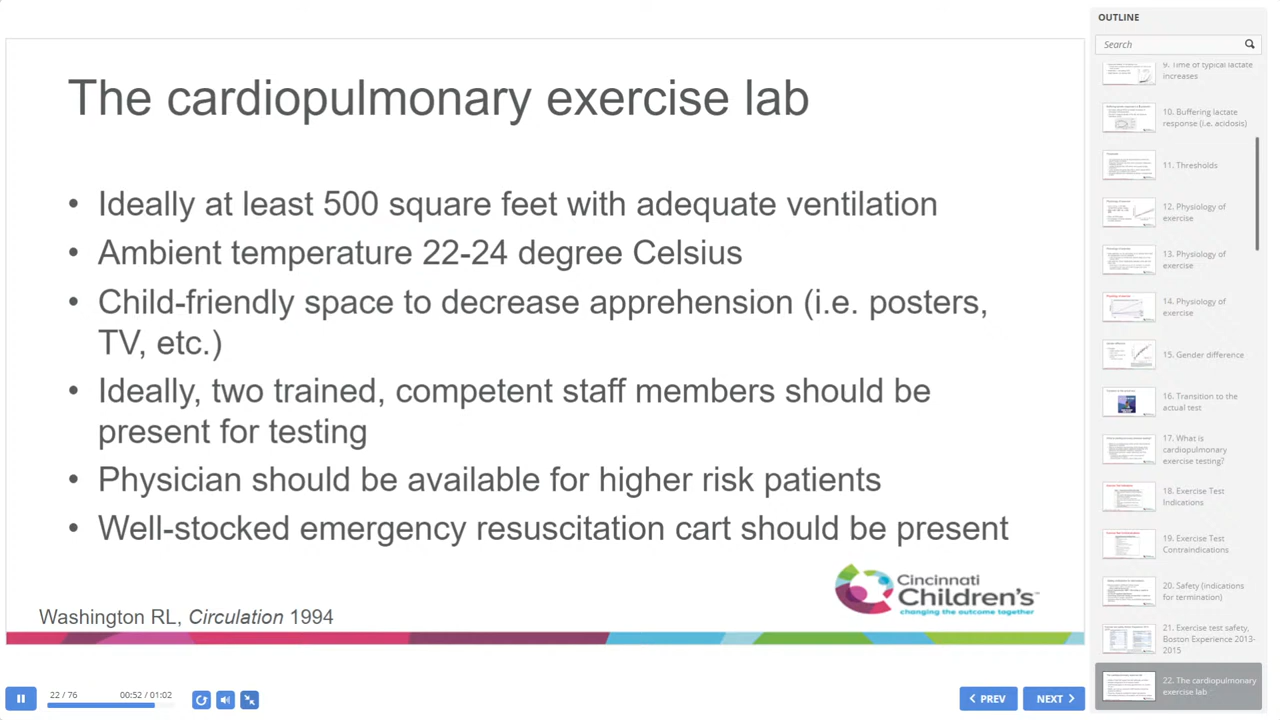 The cardiopulmonary exercise lab
• Ideally at least 500 square feet with adequate ventilation
• Ambient temperature 22-24 degree Celsius
• Child-friendly space to decrease apprehension (i.e. posters,
TV, etc.)
• Ideally, two trained, competent staff members should be
present for testing
• Physician should be available for higher risk patients
• Well-stocked emergency resuscitation cart should be present
Cincinnati
Children's™
changing the outcome together
Washington RL, Circulation 1994
22 / 76
00:52 / 01:02
PREV
NEXT
OUTLINE
Search
9. Time of typical lactate
increases
10. Buffering lactate
response (i.e. acidosis)
11. Thresholds
12. Physiology of
exercise
13. Physiology of
exercise
14. Physiology of
exercise
15. Gender difference
16. Transition to the
actual test
17. What is
cardiopulmonary
exercise testing?
18. Exercise Test
Indications
19. Exercise Test
Contraindications
20. Safety (indications
for termination)
21. Exercise test safety,
Boston Experience 2013-
2015
22. The cardiopulmonary
exercise lab